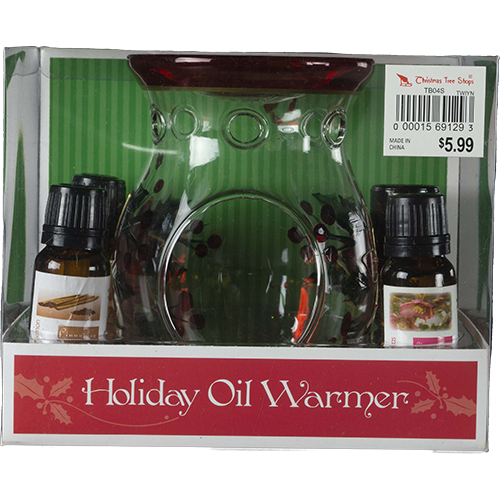 Christmas Tree Shops®
TB04S
TWIYN
0 00015 69129 3
MADE IN
CHINA
$5.99
Holiday Oil Warmer